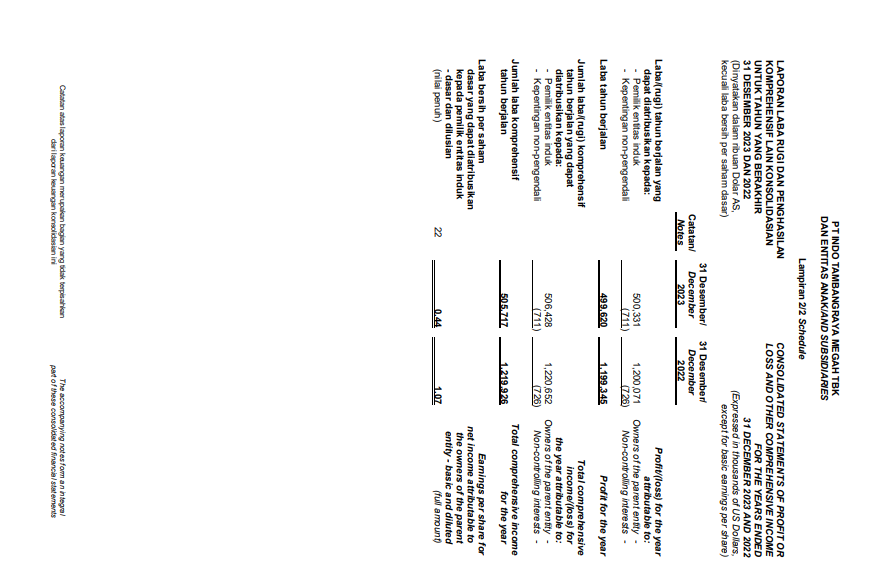 PT INDO TAMBANGRAYA MEGAH TBK
DAN ENTITAS ANAK/AND SUBSIDIARIES
Lampiran 2/2 Schedule
LAPORAN LABA RUGI DAN PENGHASILAN
KOMPREHENSIF LAIN KONSOLIDASIAN
UNTUK TAHUN YANG BERAKHIR
31 DESEMBER 2023 DAN 2022
(Dinyatakan dalam ribuan Dolar AS,
kecuali laba bersih per saham dasar)
CONSOLIDATED STATEMENTS OF PROFIT OR
LOSS AND OTHER COMPREHENSIVE INCOME
FOR THE YEARS ENDED
31 DECEMBER 2023 AND 2022
(Expressed in thousands of US Dollars,
except for basic earnings per share)
Catatan/
Notes
31 Desember/
December
2023
31 Desember/
December
2022
Laba/(rugi) tahun berjalan yang Profit/(loss) for the year
dapat diatribusikan kepada: attributable to:
- Pemilik entitas induk 500,331 1,200,071 Owners of the parent entity -
- Kepentingan non-pengendali (711) (726) Non-controlling interests -
Laba tahun berjalan 499,620 1,199,345 Profit for the year
Jumlah laba/(rugi) komprehensif Total comprehensive
tahun berjalan yang dapat income/(loss) for
diatribusikan kepada: the year attributable to:
- Pemilik entitas induk 506,428 1,220,652 Owners of the parent entity -
- Kepentingan non-pengendali (711) (726) Non-controlling interests -
Jumlah laba komprehensif Total comprehensive income
tahun berjalan 505,717 1,219,926 for the year
Laba bersih per saham Earnings per share for
dasar yang dapat diatribusikan net income attributable to
kepada pemilik entitas induk the owners of the parent
- dasar dan dilusian entity - basic and diluted
(nilai penuh) 22 0.44 1.07 (full amount)
Catatan atas laporan keuangan merupakan bagian yang tidak terpisahkan
dari laporan keuangan konsolidasian ini
The accompanying notes form an integral
part of these consolidated financial statements